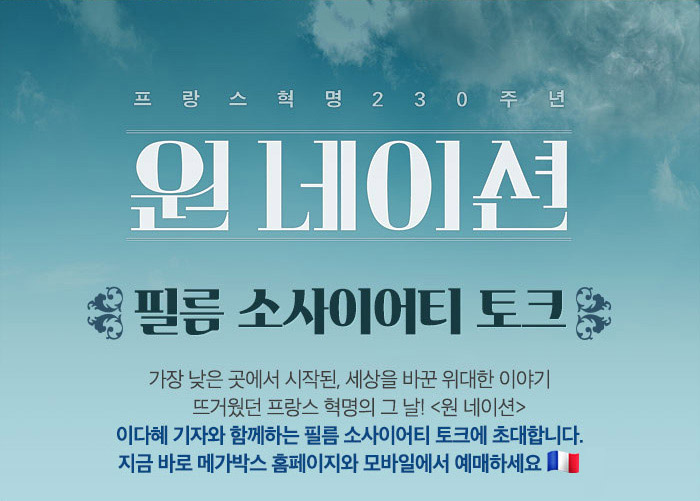 프랑스혁명230주년
원 네이션
필름 소사이어티 토크
가장 낮은 곳에서 시작된, 세상을 바꾼 위대한 이야기
뜨거웠던 프랑스 혁명의 그 날! <원 네이션>
이다혜 기자와 함께하는 필름 소사이어티 토크에 초대합니다.
지금 바로 메가박스 홈페이지와 모바일에서 예매하세요 🇫🇷